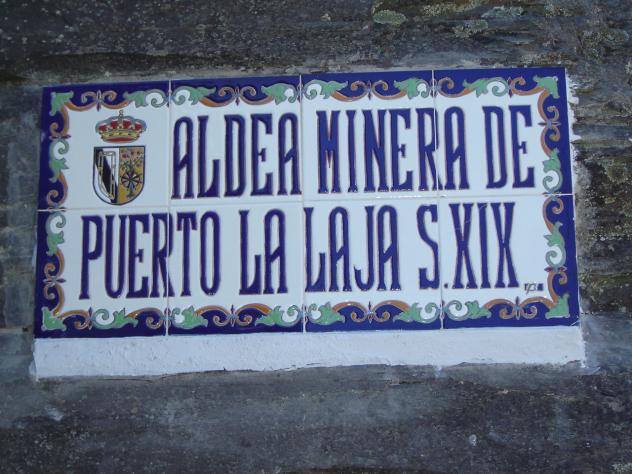 ALDEA MINERA DE
PUERTO LA LAJA S.XIX